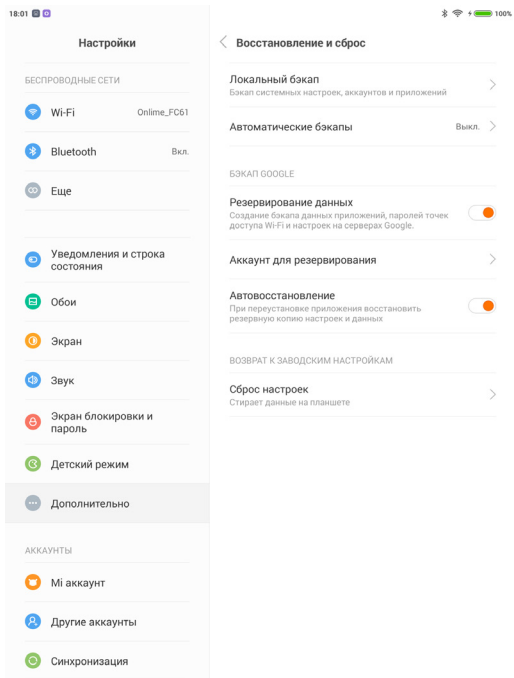 18:01
100%
Настройки
БЕСПРОВОДНЫЕ СЕТИ
Wi-Fi Onlime_FC61
Bluetooth Вкл.
Еще
Уведомления и строка
состояния
Обои
Экран
Звук
Экран блокировки и
пароль
Детский режим
Дополнительно
АККАУНТЫ
Mi аккаунт
Другие аккаунты
Синхронизация
Восстановление и сброс
Локальный бэкап
Бэкап системных настроек, аккаунтов и приложений
Автоматические бэкапы Выкл.
БЭКАП GOOGLE
Резервирование данных
Создание бэкапа данных приложений, паролей точек
доступа Wi-Fi и настроек на серверах Google.
Аккаунт для резервирования
Автовосстановление
При переустановке приложения восстановить
резервную копию настроек и данных
ВОЗВРАТ К ЗАВОДСКИМ НАСТРОЙКАМ
Сброс настроек
Стирает данные на планшете